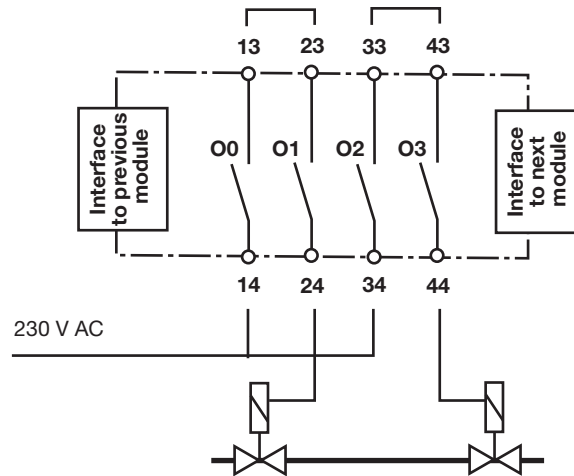 13 23 33 43
Interface
to previous
module
O0 O1 O2 O3
Interface
to next
module
14 24 34 44
230 V AC